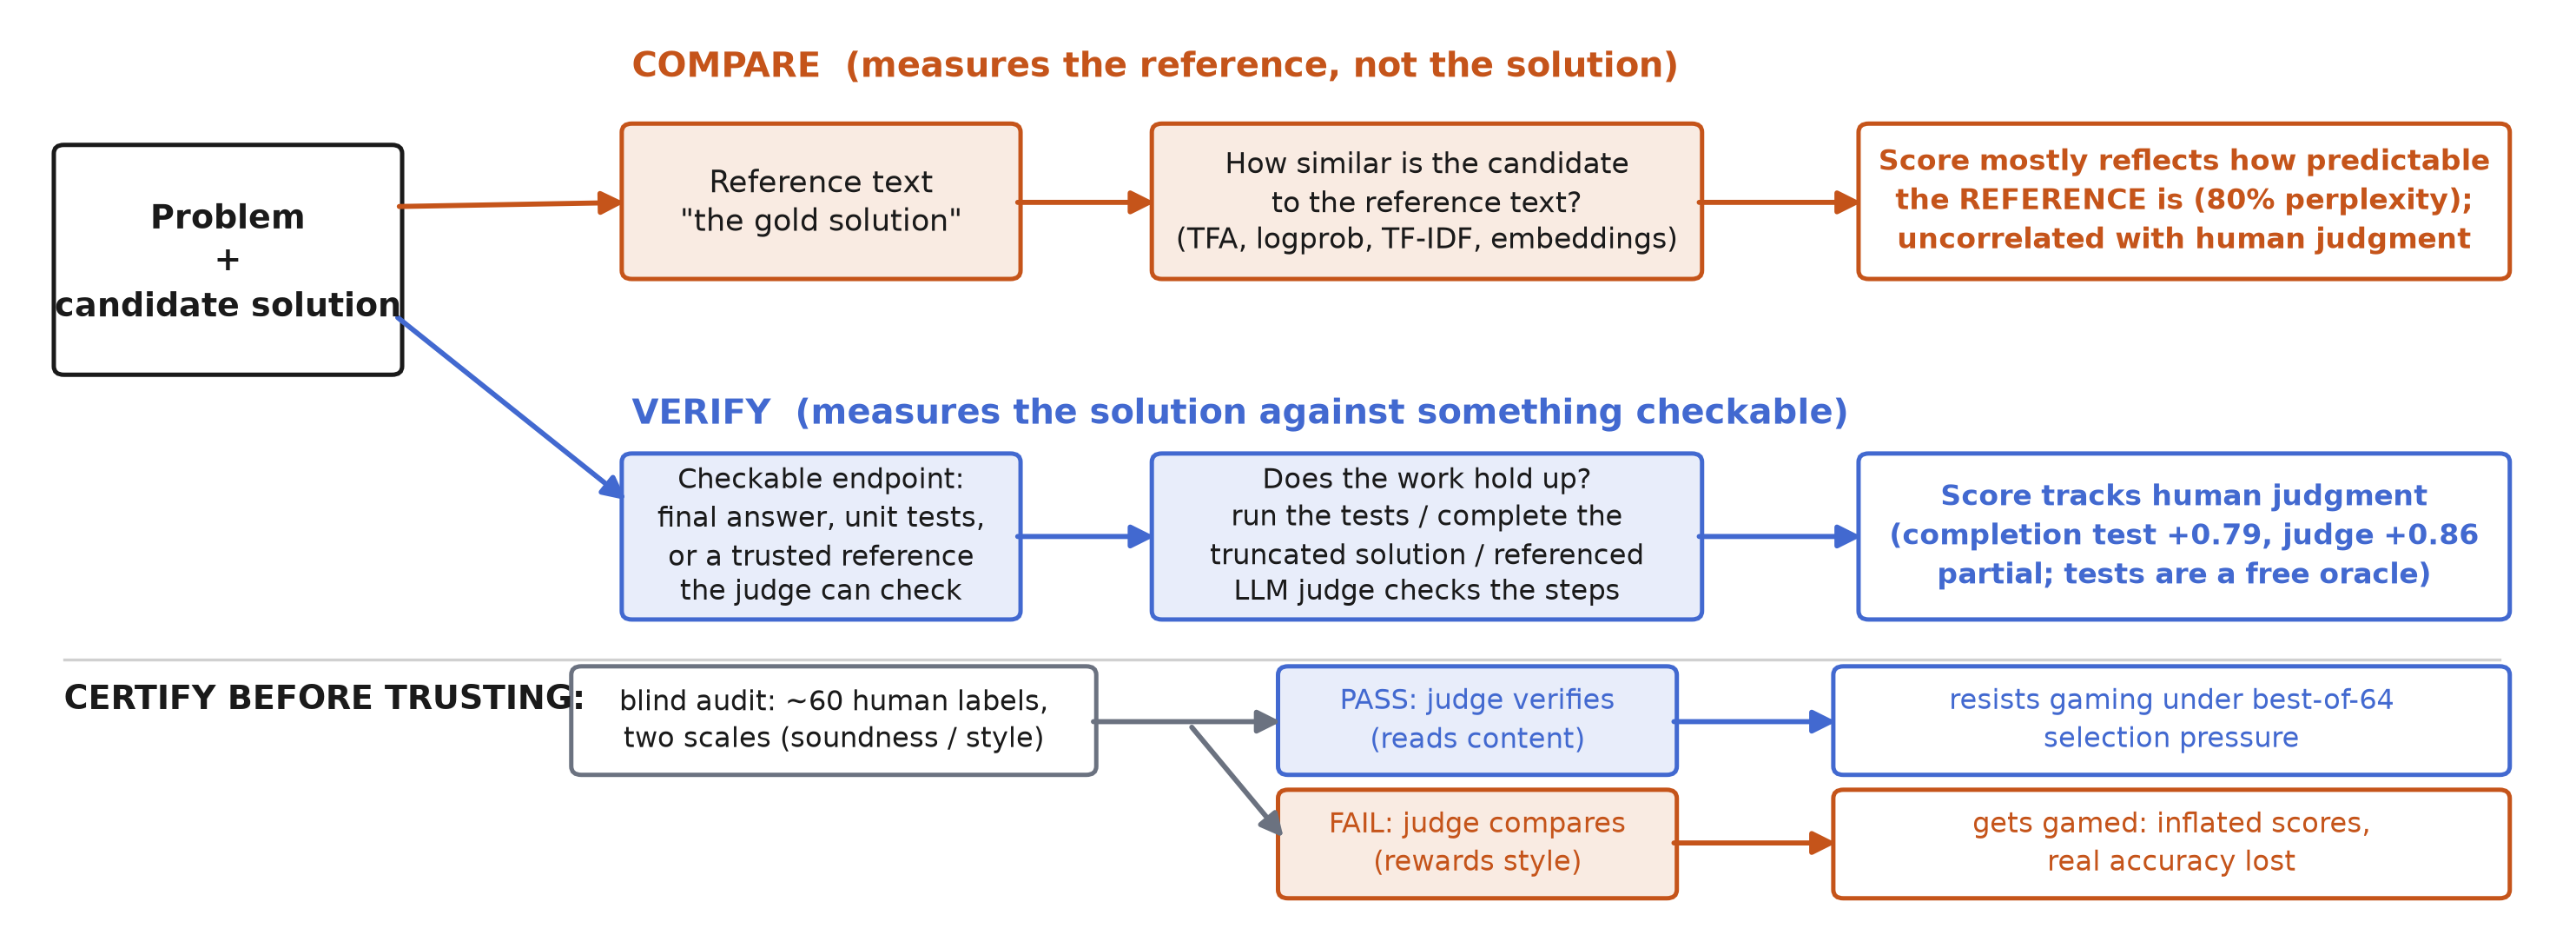 COMPARE (measures the reference, not the solution)
Problem
+
candidate solution
Reference text
"the gold solution"
How similar is the candidate
to the reference text?
(TFA, logprob, TF-IDF, embeddings)
Score mostly reflects how predictable
the REFERENCE is (80% perplexity);
uncorrelated with human judgment
VERIFY (measures the solution against something checkable)
Checkable endpoint:
final answer, unit tests,
or a trusted reference
the judge can check
Does the work hold up?
run the tests / complete the
truncated solution / referenced
LLM judge checks the steps
Score tracks human judgment
(completion test +0.79, judge +0.86
partial; tests are a free oracle)
CERTIFY BEFORE TRUSTING:
blind audit: ~60 human labels,
two scales (soundness / style)
PASS: judge verifies
(reads content)
resists gaming under best-of-64
selection pressure
FAIL: judge compares
(rewards style)
gets gamed: inflated scores,
real accuracy lost